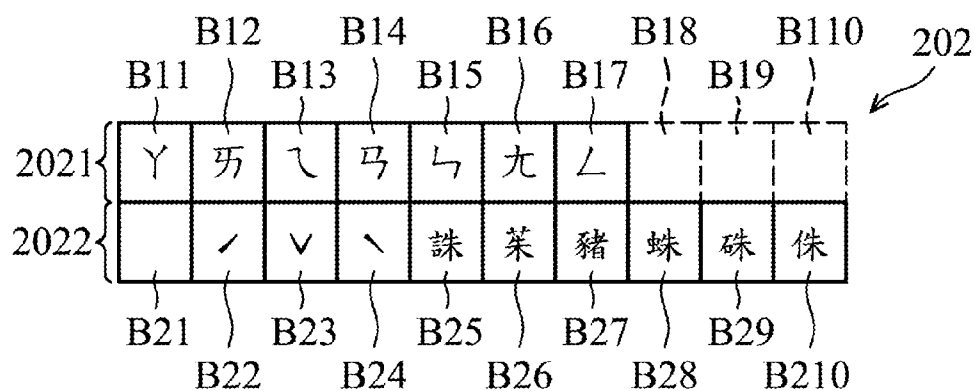 B12 B14 B16 B18 B110 202
B11 B13 B15 B17 B19
2021 ㄚ ㄞ ㄟ ㄢ ㄣ ㄤ ㄥ
2022 ˊ ˇ ˋ 誅 茱 豬 蛛 硃 侏
B21 B23 B25 B27 B29
B22 B24 B26 B28 B210